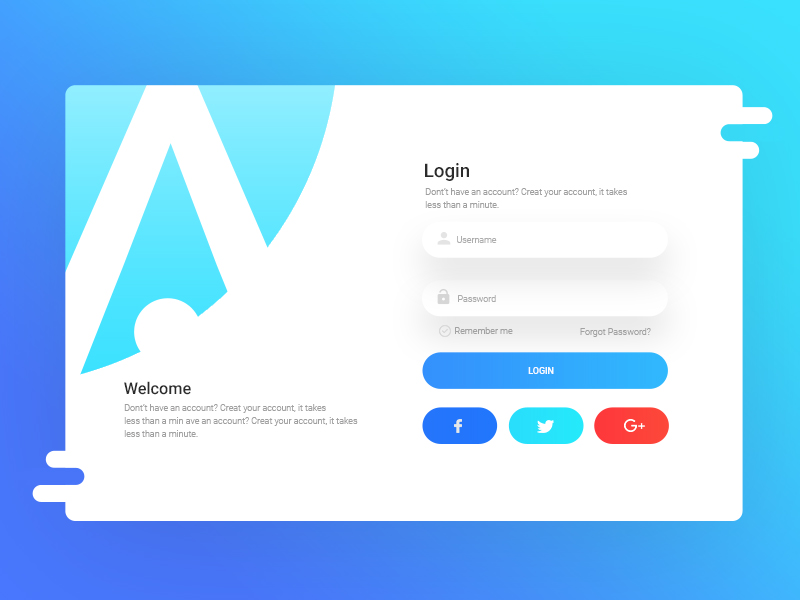 Login
Dont't have an account? Creat your account, it takes
less than a minute.
Username
Password
Remember me
Forgot Password?
LOGIN
G+
Welcome
Dont't have an account? Creat your account, it takes
less than a min ave an account? Creat your account, it takes
less than a minute.